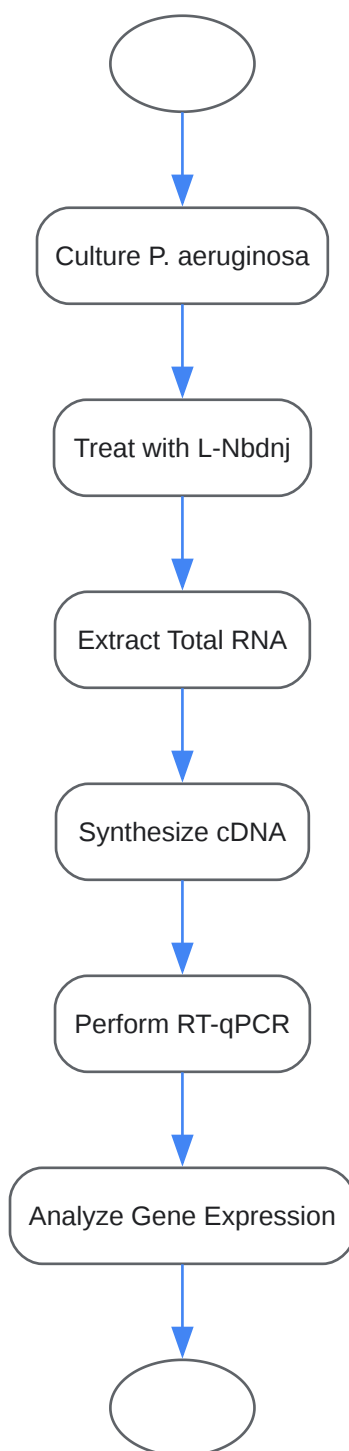 Culture P. aeruginosa
Treat with L-Nbdnj
Extract Total RNA
Synthesize cDNA
Perform RT-qPCR
Analyze Gene Expression